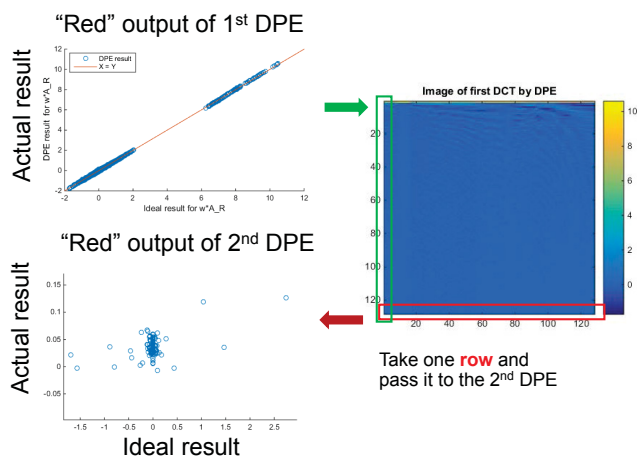 “Red” output of 1st DPE
Actual result
DPE result for w*A_R
12
10
8
6
4
2
0
-2
DPE result
X = Y
-2 0 2 4 6 8 10 12
Ideal result for w*A_R
Image of first DCT by DPE
20
40
60
80
100
120
20 40 60 80 100 120
10
8
6
4
2
0
“Red” output of 2nd DPE
Actual result
0.15
0.1
0.05
0
-0.05
-1.5 -1 -0.5 0 0.5 1 1.5 2 2.5
Ideal result
Take one row and
pass it to the 2nd DPE